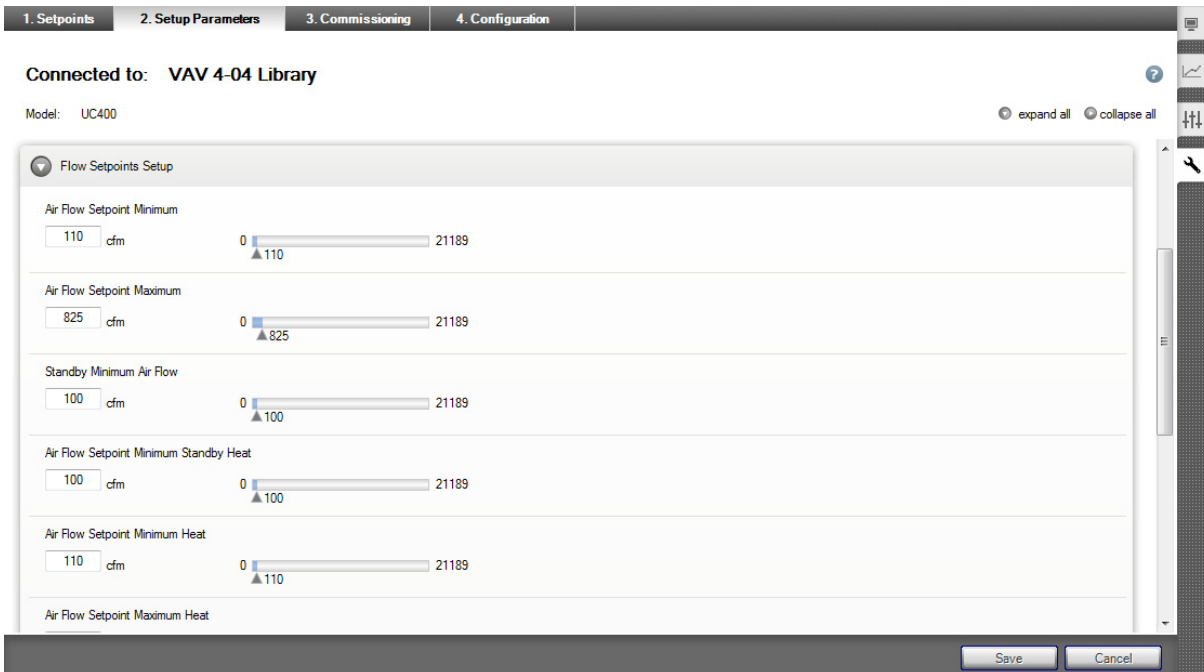 1. Setpoints 2. Setup Parameters 3. Commissioning 4. Configuration
Connected to: VAV 4-04 Library
?
Model: UC400
expand all collapse all
Flow Setpoints Setup
Air Flow Setpoint Minimum
110 cfm 0 21189
110
Air Flow Setpoint Maximum
825 cfm 0 21189
825
Standby Minimum Air Flow
100 cfm 0 21189
100
Air Flow Setpoint Minimum Standby Heat
100 cfm 0 21189
100
Air Flow Setpoint Minimum Heat
110 cfm 0 21189
110
Air Flow Setpoint Maximum Heat
Save Cancel